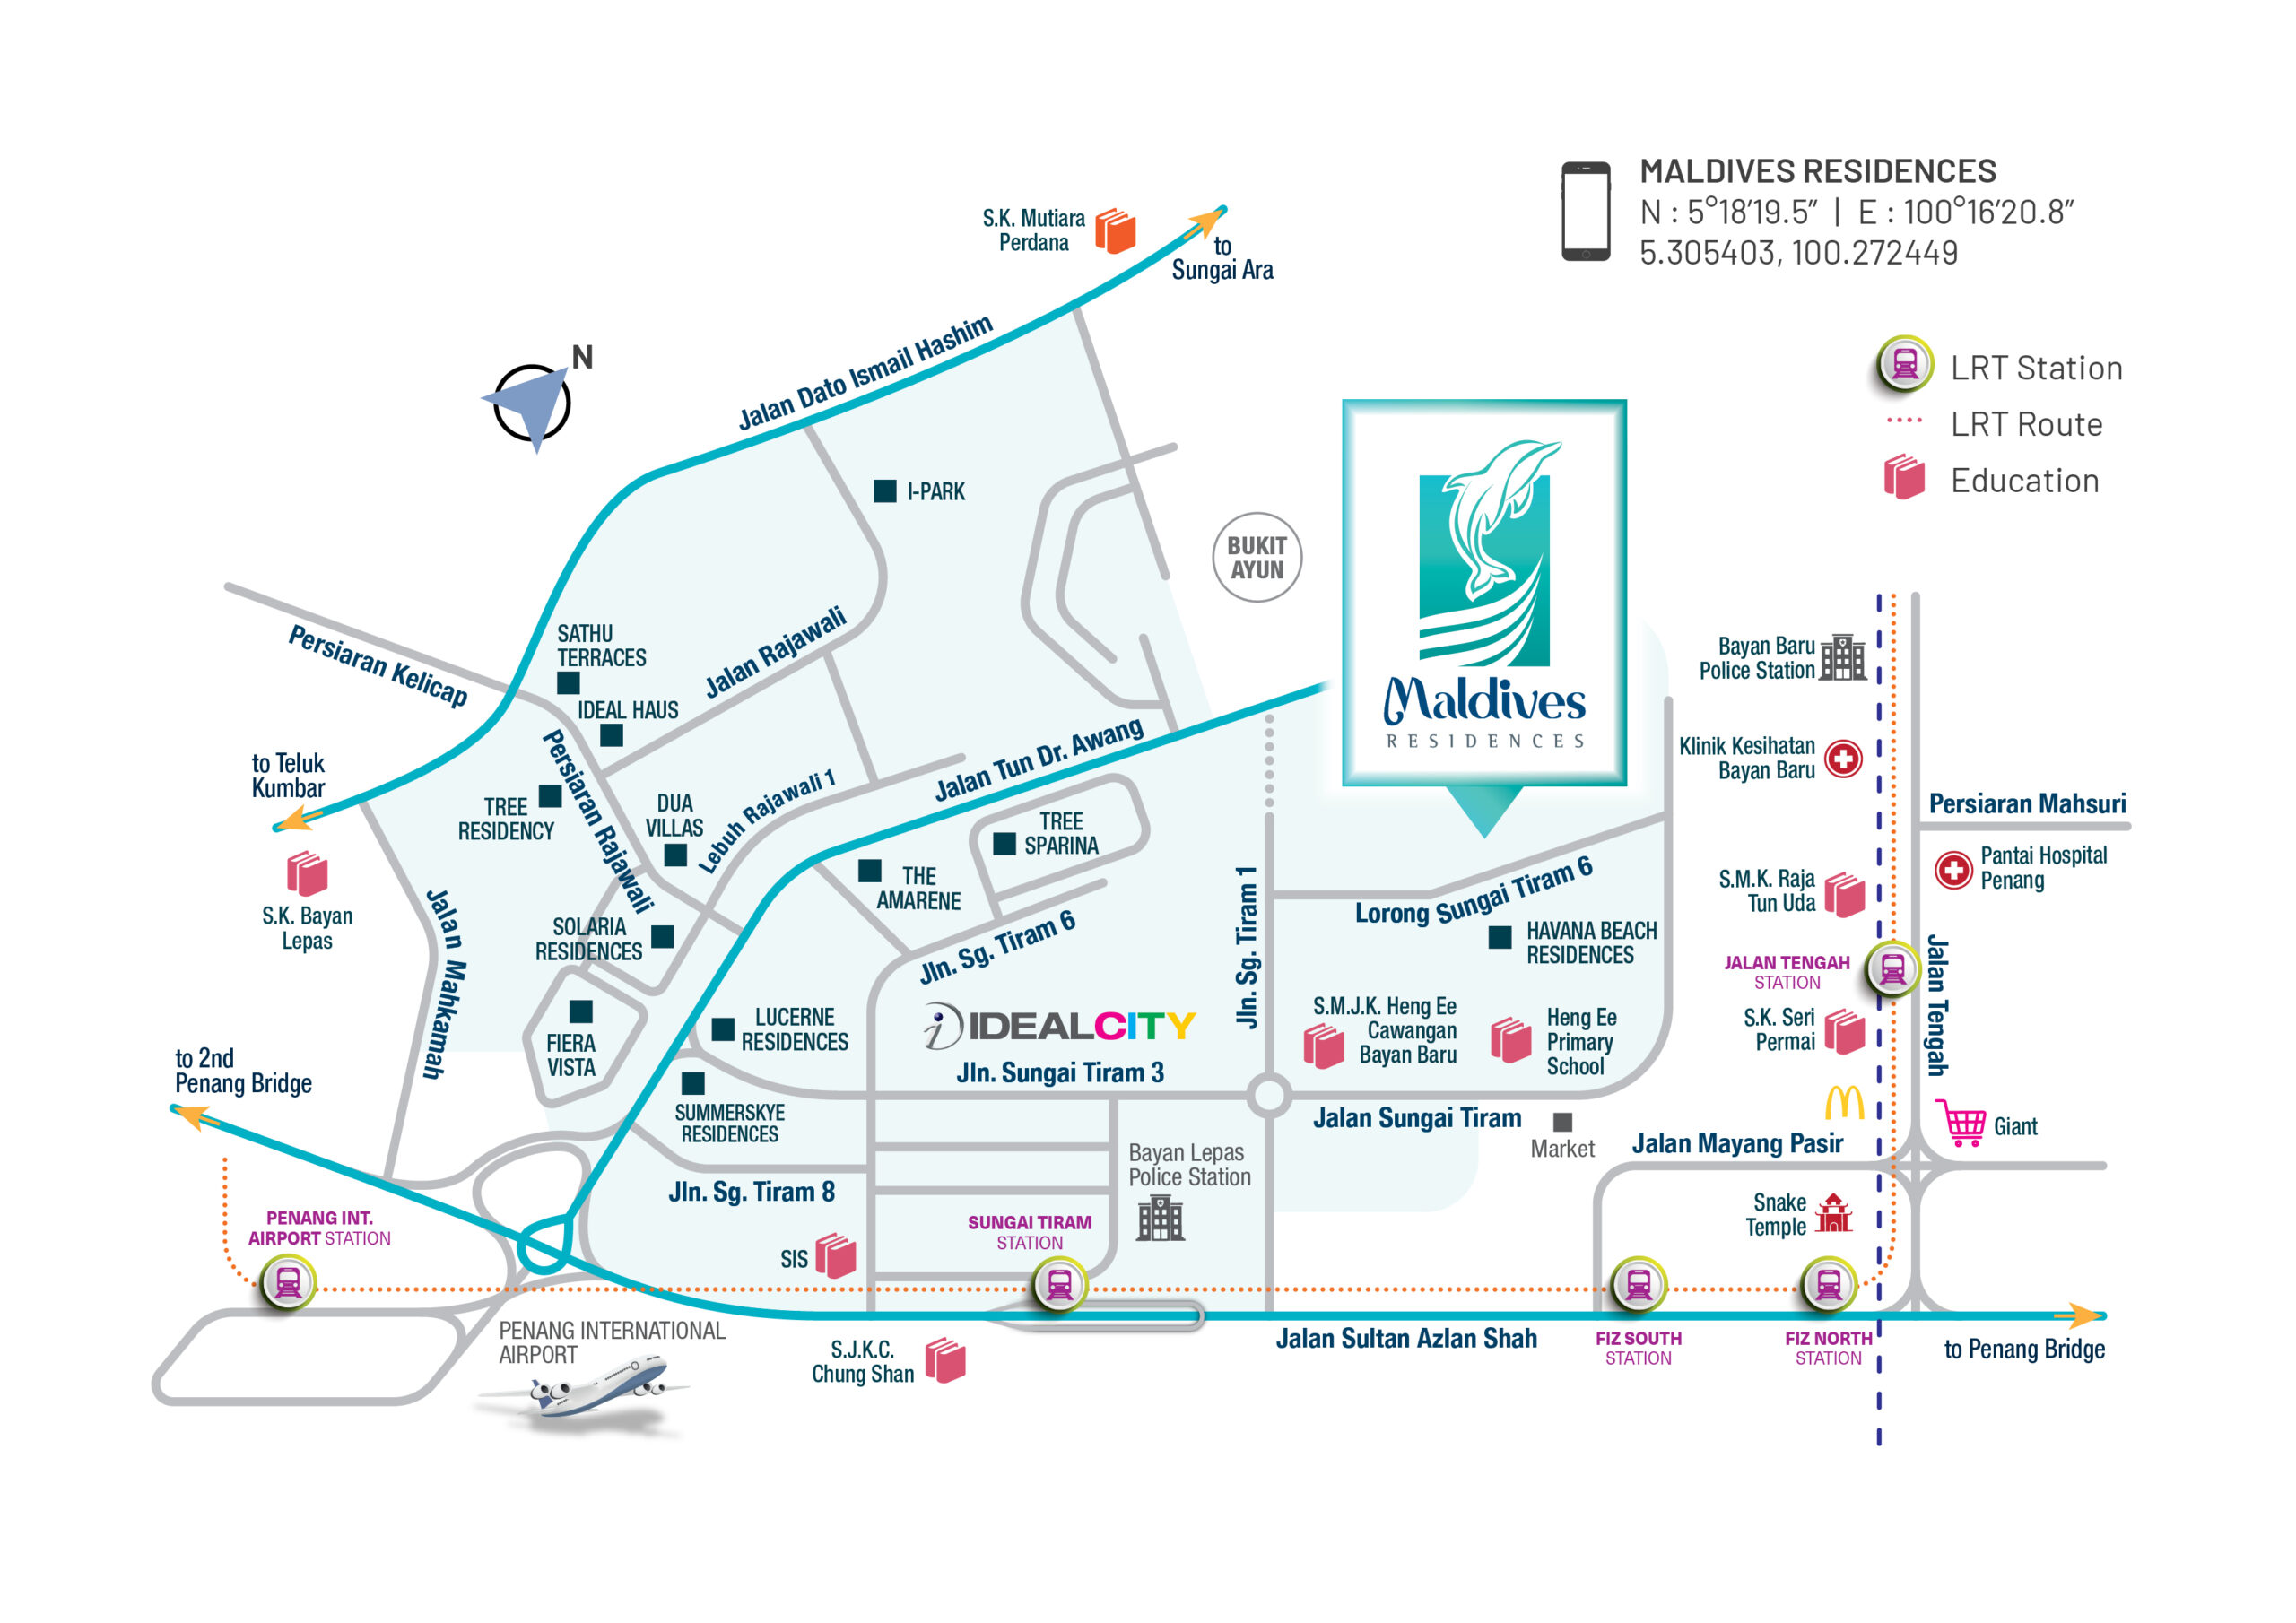 MALDIVES RESIDENCES
N : 5°18'19.5" | E : 100°16'20.8"
5.305403, 100.272449
S.K. Mutiara
Perdana
to
Sungai Ara
N
Jalan Dato Ismail Hashim
LRT Station
LRT Route
Education
I-PARK
BUKIT
AYUN
Maldives
RESIDENCES
Persiaran Kelicap
SATHU
TERRACES
Jalan Rajawali
IDEAL HAUS
Bayan Baru
Police Station
Klinik Kesihatan
Bayan Baru
to Teluk
Kumbar
Persiaran Rajawali
TREE
RESIDENCY
DUA
VILLAS
Lebuh Rajawali 1
Jalan Tun Dr. Awang
TREE
SPARINA
THE
AMARENE
Persiaran Mahsuri
Pantai Hospital
Penang
S.M.K. Raja
Tun Uda
S.K. Bayan
Lepas
Jalan Mahkamah
SOLARIA
RESIDENCES
Jln. Sg. Tiram 6
Jln. Sg. Tiram 1
Lorong Sungai Tiram 6
HAVANA BEACH
RESIDENCES
JALAN TENGAH
STATION
Jalan Tengah
FIERA
VISTA
LUCERNE
RESIDENCES
i IDEALCITY
S.M.J.K. Heng Ee
Cawangan
Bayan Baru
Heng Ee
Primary
School
S.K. Seri
Permai
Jln. Sungai Tiram 3
to 2nd
Penang Bridge
SUMMERSKYE
RESIDENCES
Jalan Sungai Tiram
Market
Jalan Mayang Pasir
Giant
Bayan Lepas
Police Station
Jln. Sg. Tiram 8
Snake
Temple
PENANG INT.
AIRPORT STATION
SIS
SUNGAI TIRAM
STATION
PENANG INTERNATIONAL
AIRPORT
S.J.K.C.
Chung Shan
Jalan Sultan Azlan Shah
FIZ SOUTH
STATION
FIZ NORTH
STATION
to Penang Bridge